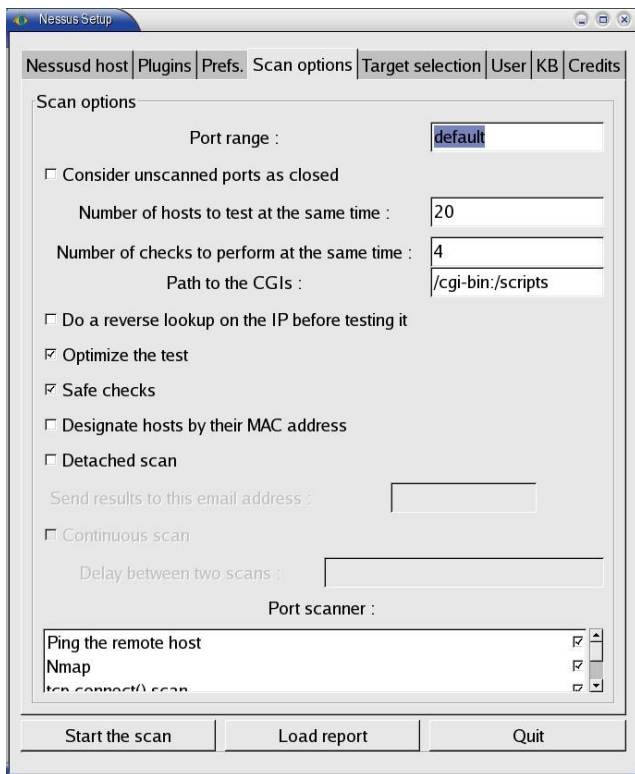 Nessus Setup
Nessusd host Plugins Prefs. Scan options Target selection User KB Credits
Scan options
Port range : default
Consider unscanned ports as closed
Number of hosts to test at the same time : 20
Number of checks to perform at the same time : 4
Path to the CGIs : /cgi-bin:/scripts
Do a reverse lookup on the IP before testing it
Optimize the test
Safe checks
Designate hosts by their MAC address
Detached scan
Send results to this email address :
Continuous scan
Delay between two scans :
Port scanner :
Ping the remote host
Nmap
tcp connect() scan
Start the scan Load report Quit